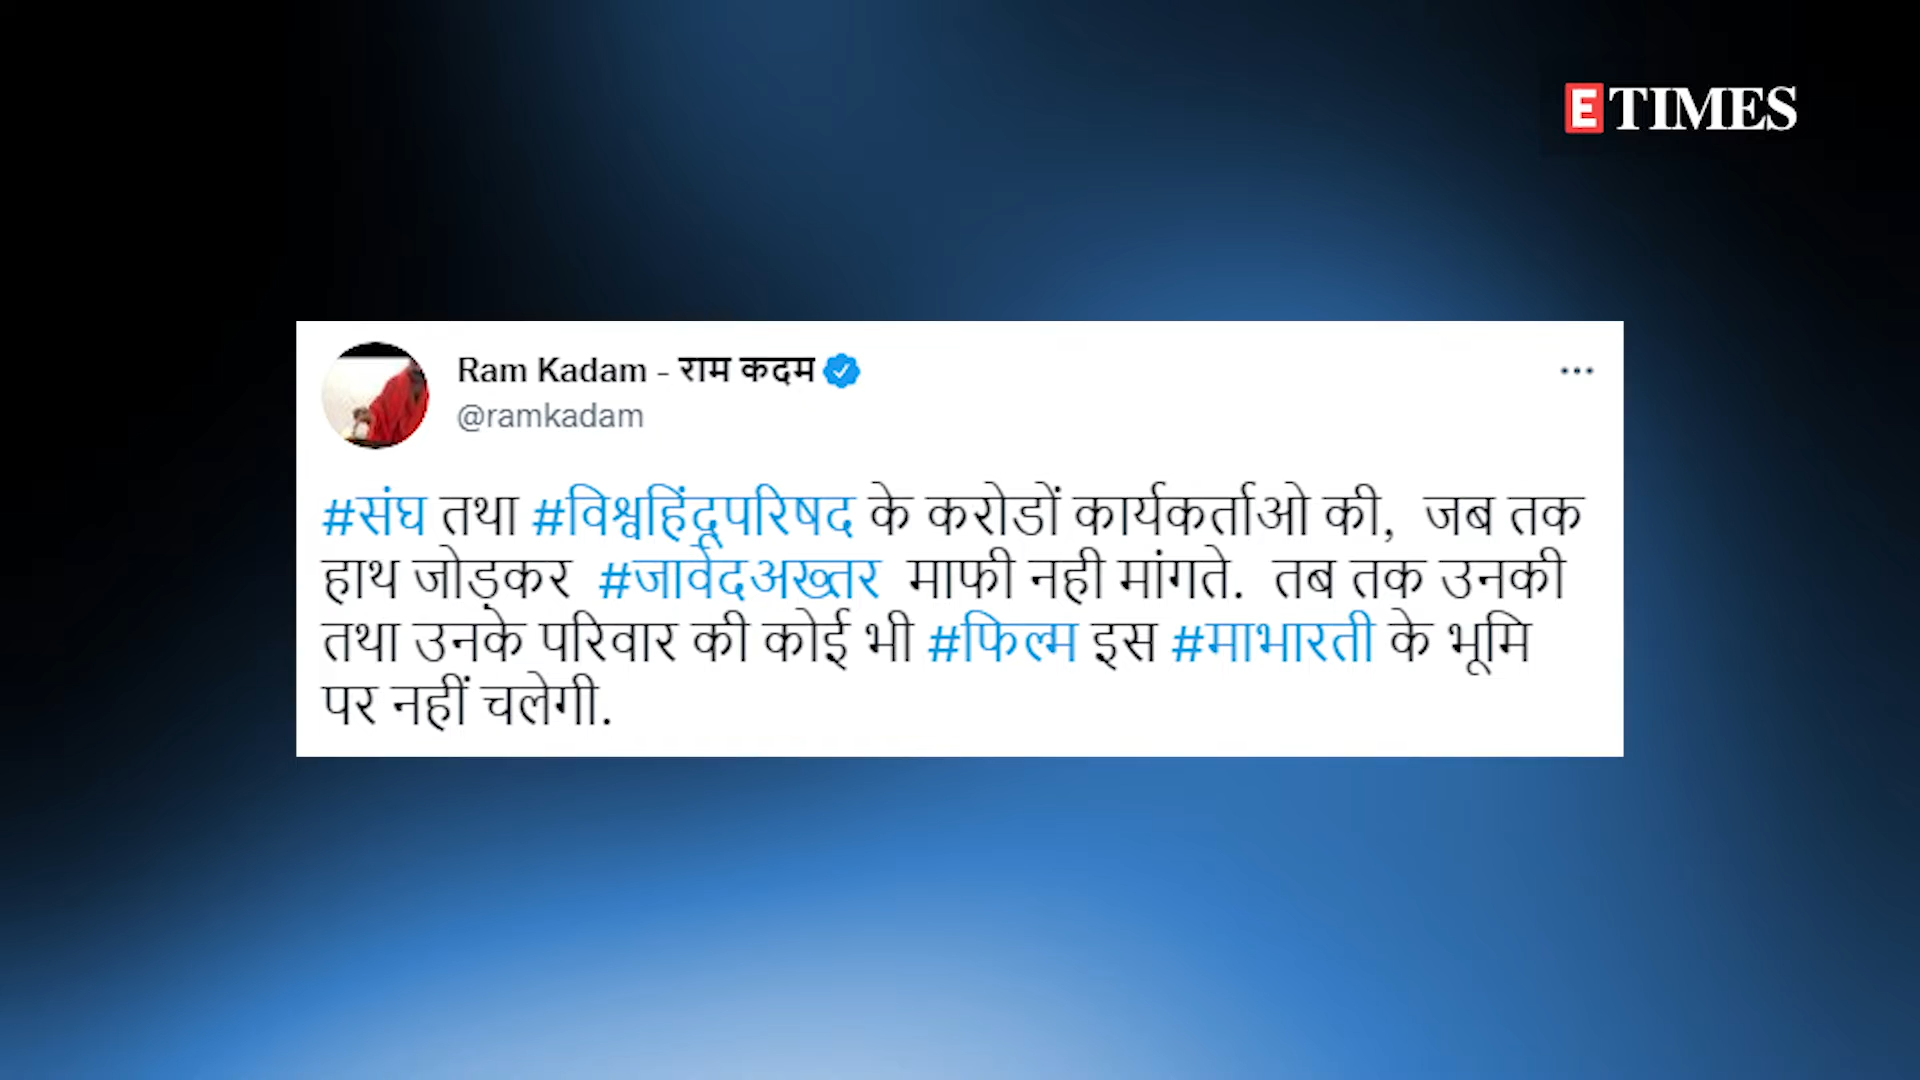 E TIMES
Ram Kadam - राम कदम
@ramkadam
#संघ तथा #विश्वहिंदूपरिषद के करोडों कार्यकर्ताओ की, जब तक
हाथ जोड़कर #जावेदअख्तर माफी नही मांगते. तब तक उनकी
तथा उनके परिवार की कोई भी #फिल्म इस #माभारती के भूमि
पर नहीं चलेगी.